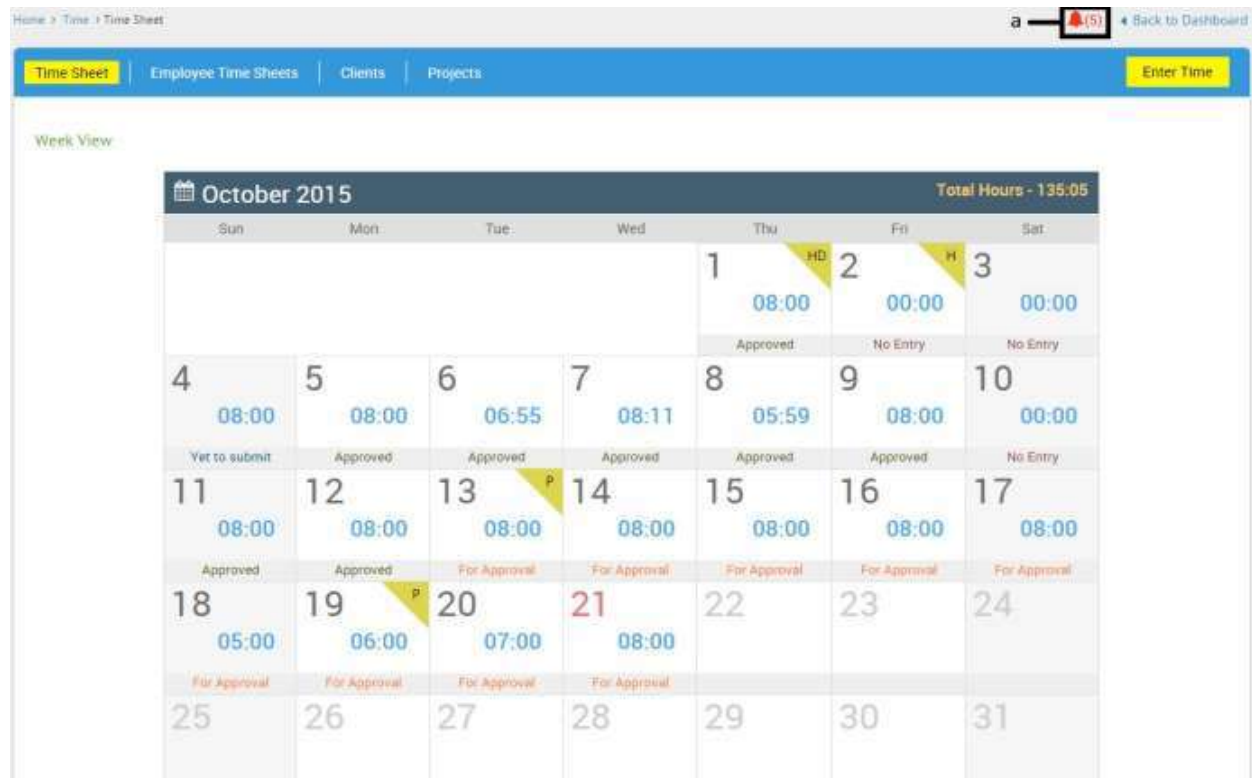 Home > Time > Time Sheet a (5) Back to Dashboard
Time Sheet Employee Time Sheets Clients Projects Enter Time
Week View
October 2015 Total Hours - 135:05
Sun Mon Tue Wed Thu Fri Sat
1 HD 2 H 3
08:00 00:00 00:00
Approved No Entry No Entry
4 5 6 7 8 9 10
08:00 08:00 06:55 08:11 05:59 08:00 00:00
Yet to submit Approved Approved Approved Approved Approved No Entry
11 12 13 P 14 15 16 17
08:00 08:00 08:00 08:00 08:00 08:00 08:00
Approved Approved For Approval For Approval For Approval For Approval For Approval
18 19 P 20 21 22 23 24
05:00 06:00 07:00 08:00
For Approval For Approval For Approval For Approval
25 26 27 28 29 30 31